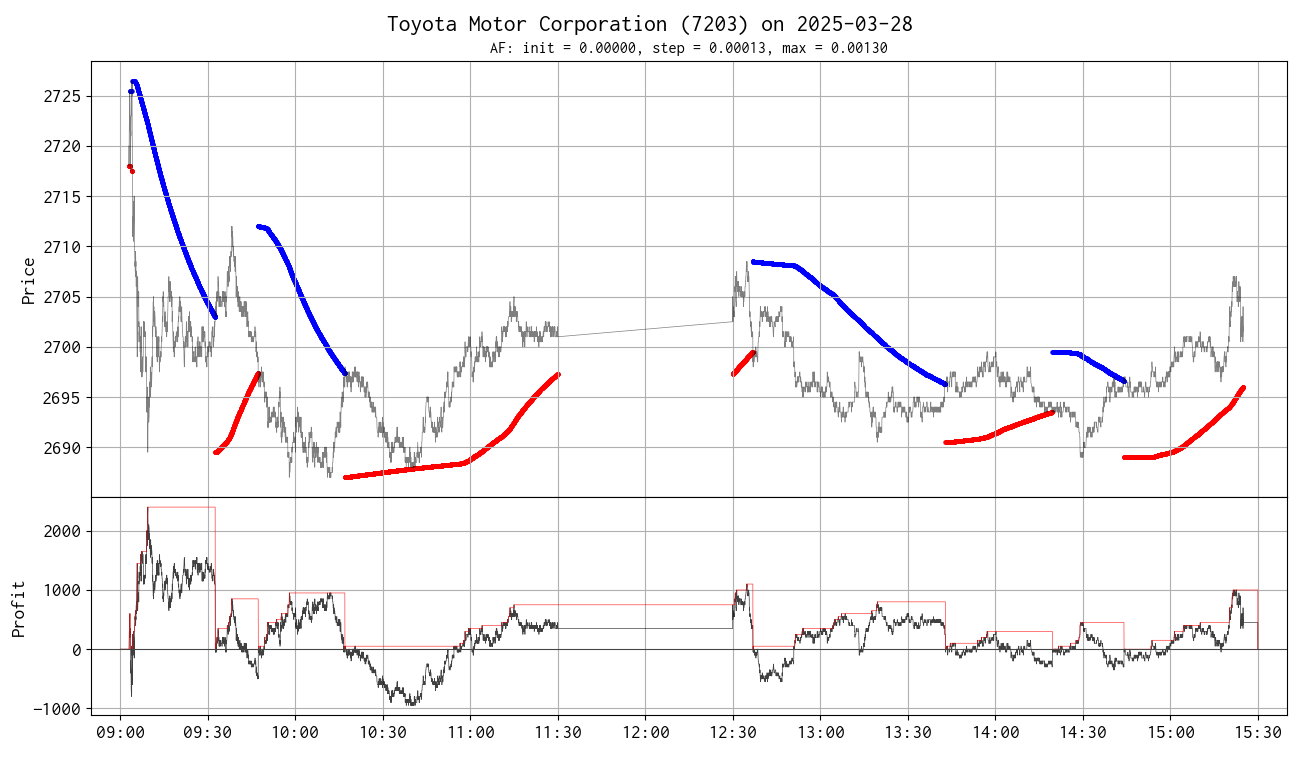 Toyota Motor Corporation (7203) on 2025-03-28
AF: init = 0.00000, step = 0.00013, max = 0.00130
Price
2725
2720
2715
2710
2705
2700
2695
2690
Profit
2000
1000
0
−1000
09:00 09:30 10:00 10:30 11:00 11:30 12:00 12:30 13:00 13:30 14:00 14:30 15:00 15:30